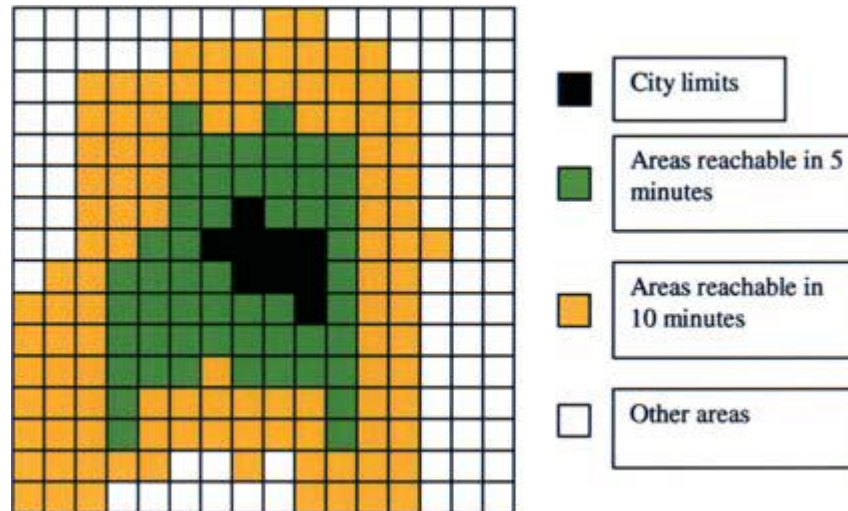 City limits
Areas reachable in 5
minutes
Areas reachable in
10 minutes
Other areas